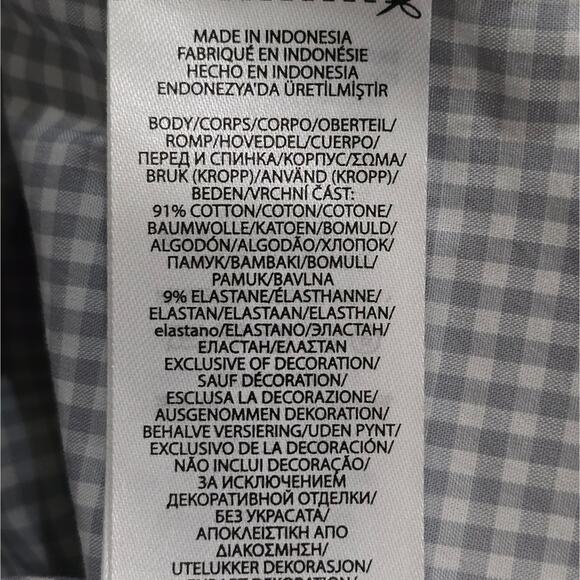 MADE IN INDONESIA
FABRIQUÉ EN INDONÉSIE
HECHO EN INDONESIA
ENDONEZYA'DA ÜRETİLMİŞTİR
BODY/CORPS/CORPO/OBERTEIL/
ROMP/HOVEDDEL/CUERPO/
ПЕРЕД И СПИНКА/КОРПУС/ΣΩΜΑ/
BRUK (KROPP)/ANVÄND (KROPP)/
BEDEN/VRCHNÍ ČÁST:
91% COTTON/COTON/COTONE/
BAUMWOLLE/KATOEN/BOMULD/
ALGODÓN/ALGODÃO/ХЛОПОК/
ПАМУК/ΒΑΜΒΑΚΙ/BOMULL/
PAMUK/BAVLNA
9% ELASTANE/ÉLASTHANNE/
ELASTAN/ELASTAAN/ELASTHAN/
elastano/ELASTANO/ЭЛАСТАН/
ЕЛАСТАН/ΕΛΑΣΤΑΝ
EXCLUSIVE OF DECORATION/
SAUF DÉCORATION/
ESCLUSA LA DECORAZIONE/
AUSGENOMMEN DEKORATION/
BEHALVE VERSIERING/UDEN PYNT/
EXCLUSIVO DE LA DECORACIÓN/
NÃO INCLUI DECORAÇÃO/
ЗА ИСКЛЮЧЕНИЕМ
ДЕКОРАТИВНОЙ ОТДЕЛКИ/
БЕЗ УКРАСАТА/
ΑΠΟΚΛΕΙΣΤΙΚΗ ΑΠΟ
ΔΙΑΚΟΣΜΗΣΗ/
UTELUKKER DEKORASJON/